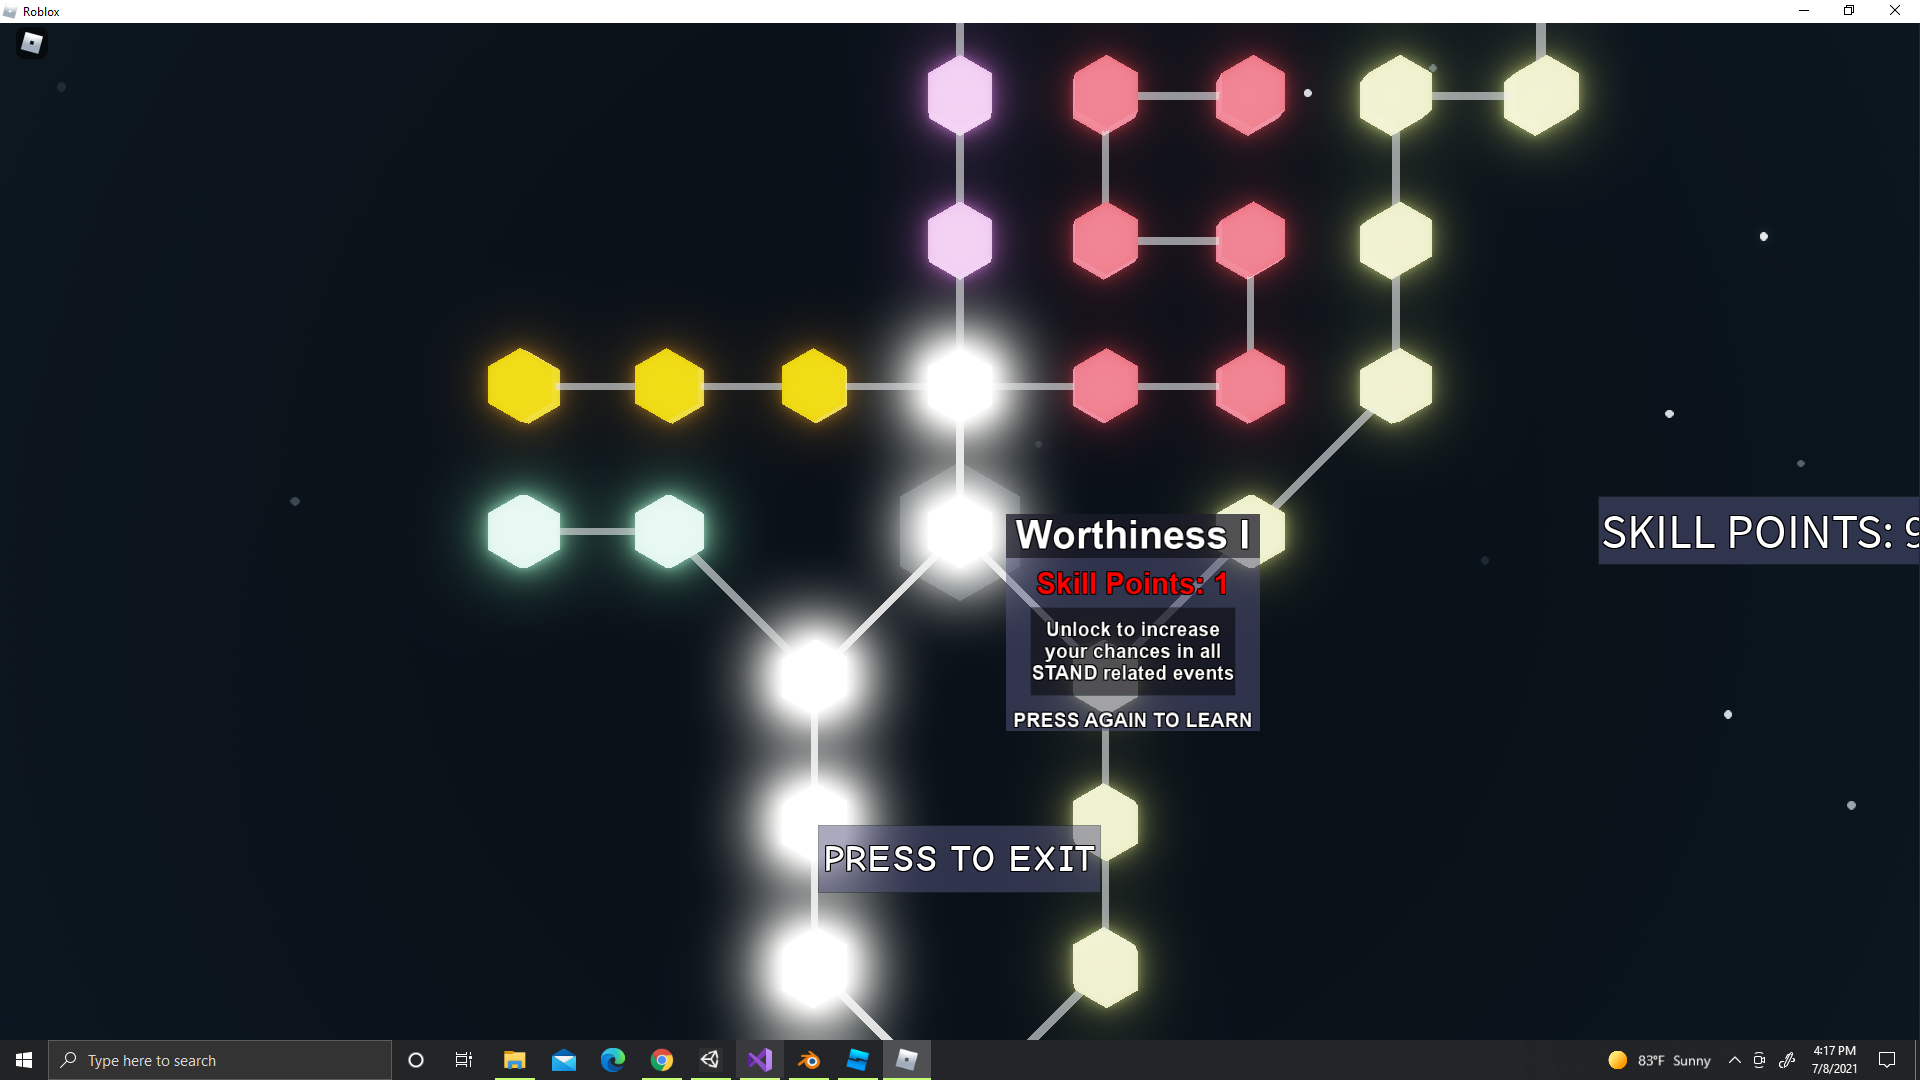 Roblox
SKILL POINTS: 9
Worthiness I
Skill Points: 1
Unlock to increase
your chances in all
STAND related events
PRESS AGAIN TO LEARN
PRESS TO EXIT
Type here to search
83°F Sunny
4:17 PM
7/8/2021